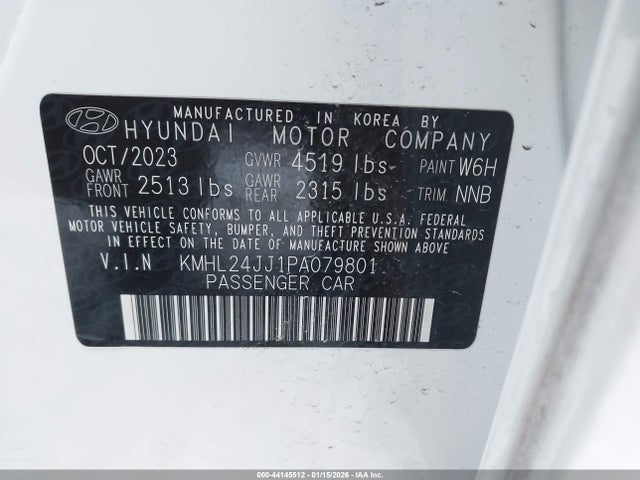 MANUFACTURED IN KOREA BY
HYUNDAI MOTOR COMPANY
OCT/2023 GVWR 4519 lbs PAINT W6H
GAWR FRONT 2513 lbs GAWR REAR 2315 lbs TRIM NNB
THIS VEHICLE CONFORMS TO ALL APPLICABLE U.S.A. FEDERAL
MOTOR VEHICLE SAFETY, BUMPER, AND THEFT PREVENTION STANDARDS
IN EFFECT ON THE DATE OF MANUFACTURE SHOWN ABOVE
V.I.N KMHL24JJ1PA079801
PASSENGER CAR
000-44145512 - 01/15/2026 - IAA Inc.